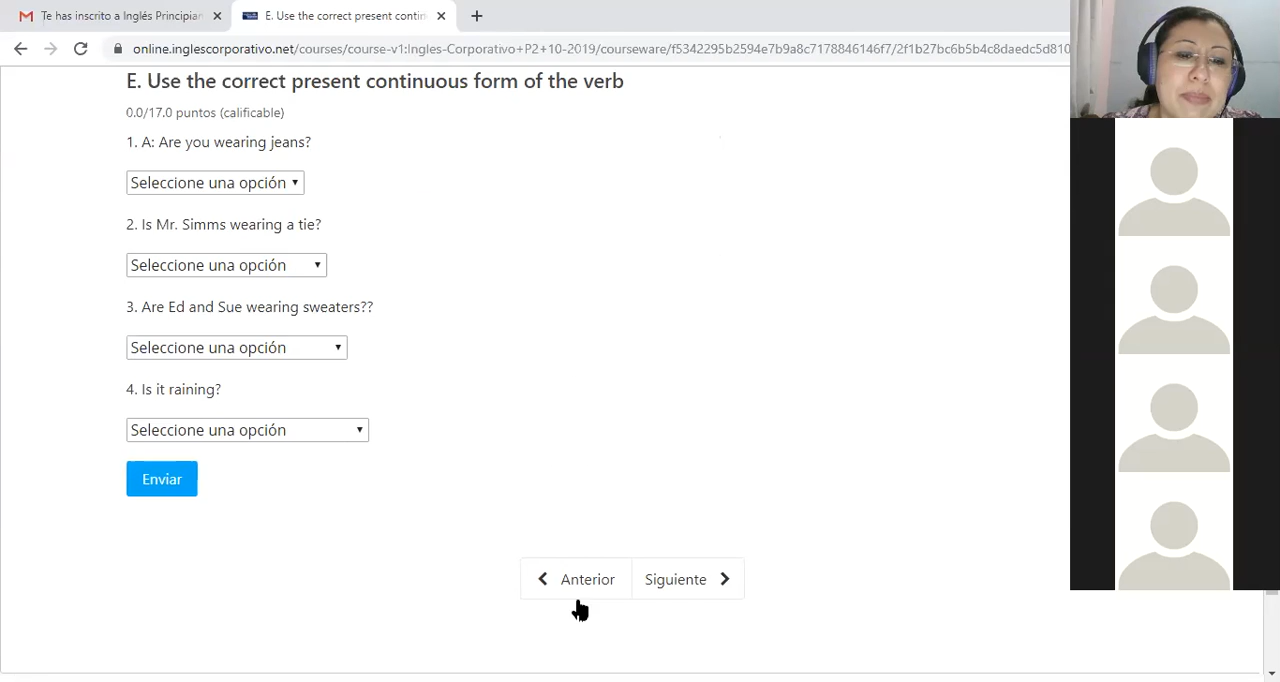 Te has inscrito a Inglés Principian
E. Use the correct present contin
online.inglescorporativo.net/courses/course-v1:Ingles-Corporativo+P2+10-2019/courseware/f5342295b2594e7b9a8c7178846146f7/2f1b27bc6b5b4c8daedc5d810
E. Use the correct present continuous form of the verb
0.0/17.0 puntos (calificable)
1. A: Are you wearing jeans?
Seleccione una opción
2. Is Mr. Simms wearing a tie?
Seleccione una opción
3. Are Ed and Sue wearing sweaters??
Seleccione una opción
4. Is it raining?
Seleccione una opción
Enviar
Anterior Siguiente